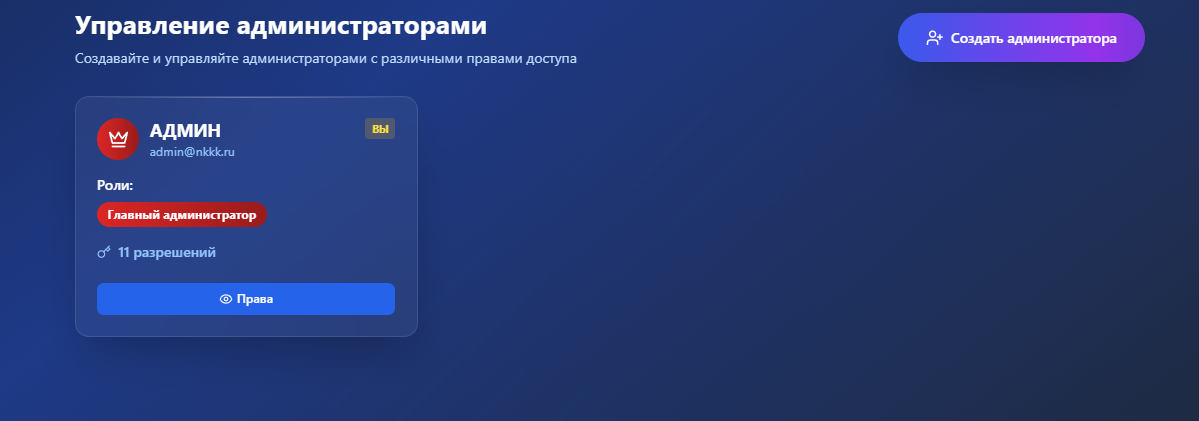 Управление администраторами
Создать администратора
Создавайте и управляйте администраторами с различными правами доступа
АДМИН
ВЫ
admin@nkkk.ru
Роли:
Главный администратор
11 разрешений
Права